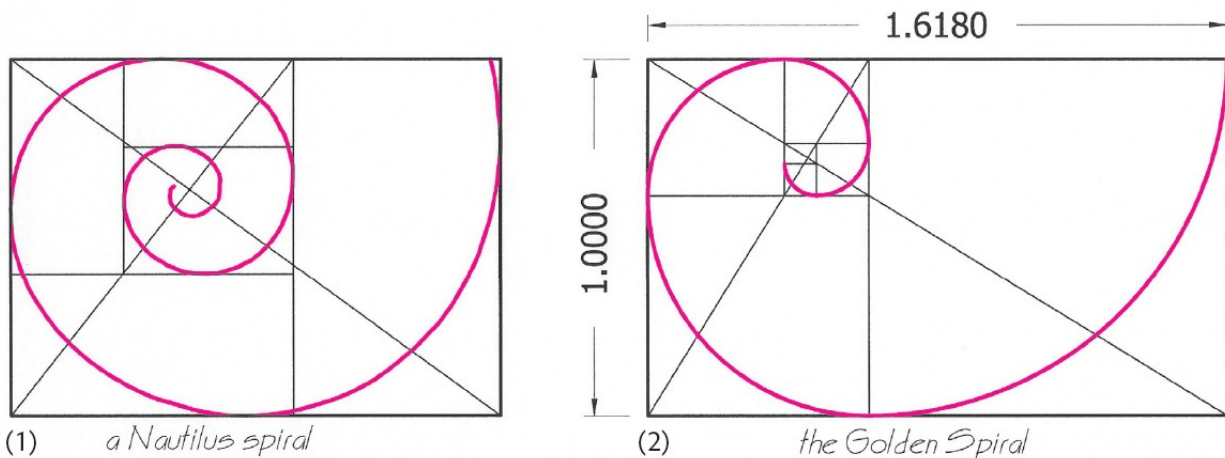 1.6180
1.0000
(1) a Nautilus spiral
(2) the Golden Spiral